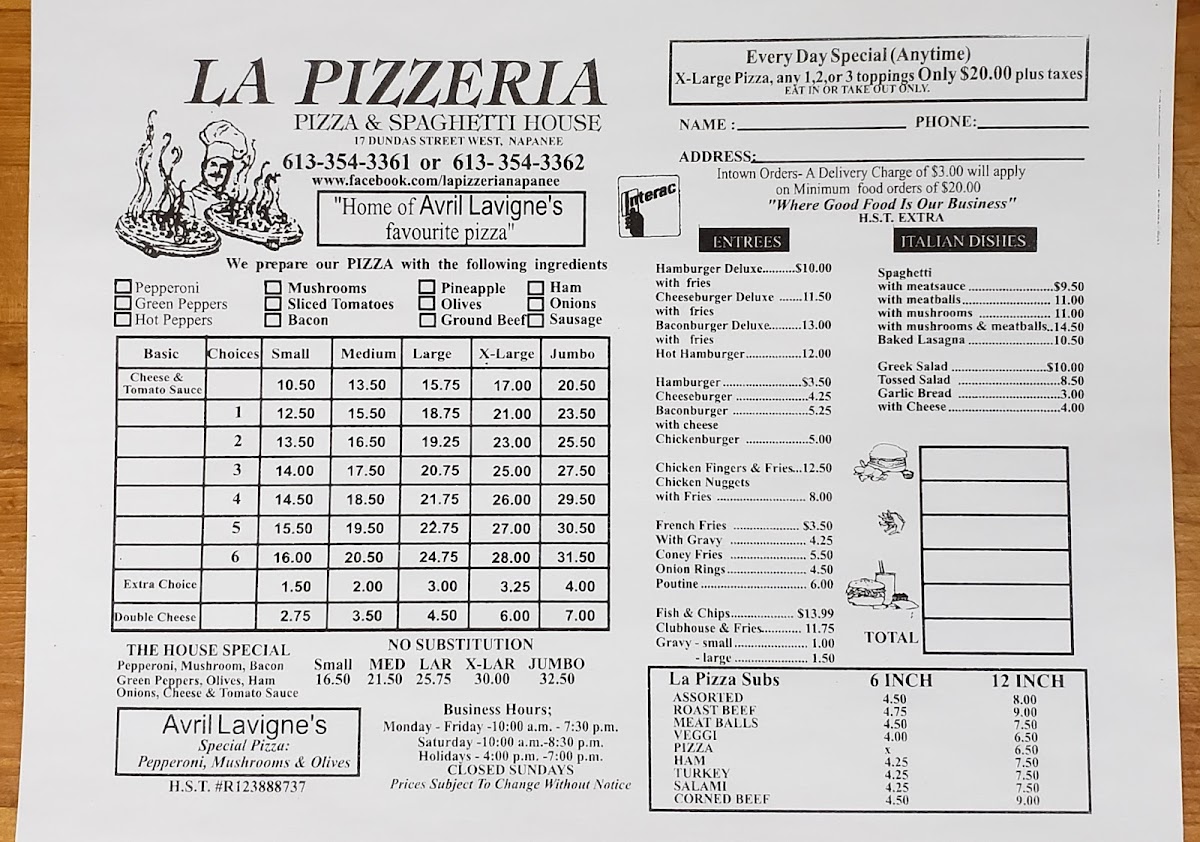 LA PIZZERIA
PIZZA & SPAGHETTI HOUSE
17 DUNDAS STREET WEST, NAPANEE
613-354-3361 or 613-354-3362
www.facebook.com/lapizzerianapanee
"Home of Avril Lavigne's
favourite pizza"
We prepare our PIZZA with the following ingredients
Pepperoni Mushrooms Pineapple Ham
Green Peppers Sliced Tomatoes Olives Onions
Hot Peppers Bacon Ground Beef Sausage
Basic Choices Small Medium Large X-Large Jumbo
Cheese &
Tomato Sauce 10.50 13.50 15.75 17.00 20.50
1 12.50 15.50 18.75 21.00 23.50
2 13.50 16.50 19.25 23.00 25.50
3 14.00 17.50 20.75 25.00 27.50
4 14.50 18.50 21.75 26.00 29.50
5 15.50 19.50 22.75 27.00 30.50
6 16.00 20.50 24.75 28.00 31.50
Extra Choice 1.50 2.00 3.00 3.25 4.00
Double Cheese 2.75 3.50 4.50 6.00 7.00
NO SUBSTITUTION
THE HOUSE SPECIAL
Pepperoni, Mushroom, Bacon Small MED LAR X-LAR JUMBO
Green Peppers, Olives, Ham 16.50 21.50 25.75 30.00 32.50
Onions, Cheese & Tomato Sauce
Avril Lavigne's
Special Pizza:
Pepperoni, Mushrooms & Olives
H.S.T. #R123888737
Business Hours;
Monday - Friday -10:00 a.m. - 7:30 p.m.
Saturday -10:00 a.m.-8:30 p.m.
Holidays - 4:00 p.m. -7:00 p.m.
CLOSED SUNDAYS
Prices Subject To Change Without Notice
Every Day Special (Anytime)
X-Large Pizza, any 1,2,or 3 toppings Only $20.00 plus taxes
EAT IN OR TAKE OUT ONLY.
NAME : PHONE:
ADDRESS:
Intown Orders- A Delivery Charge of $3.00 will apply
on Minimum food orders of $20.00
"Where Good Food Is Our Business"
H.S.T. EXTRA
Interac
ENTREES
Hamburger Deluxe..........$10.00
with fries
Cheeseburger Deluxe .......11.50
with fries
Baconburger Deluxe.........13.00
with fries
Hot Hamburger...............12.00
Hamburger....................$3.50
Cheeseburger ....................4.25
Baconburger ....................5.25
with cheese
Chickenburger ..................5.00
Chicken Fingers & Fries...12.50
Chicken Nuggets
with Fries ........................ 8.00
French Fries .................. $3.50
With Gravy .................... 4.25
Coney Fries .................... 5.50
Onion Rings..................... 4.50
Poutine............................ 6.00
Fish & Chips.................. $13.99
Clubhouse & Fries............ 11.75
Gravy - small.................... 1.00
- large ..................... 1.50
ITALIAN DISHES
Spaghetti
with meatsauce .........................$9.50
with meatballs.......................... 11.00
with mushrooms ...................... 11.00
with mushrooms & meatballs..14.50
Baked Lasagna .........................10.50
Greek Salad ............................$10.00
Tossed Salad .............................8.50
Garlic Bread .............................3.00
with Cheese...............................4.00
TOTAL
La Pizza Subs 6 INCH 12 INCH
ASSORTED 4.50 8.00
ROAST BEEF 4.75 9.00
MEAT BALLS 4.50 7.50
VEGGI 4.00 6.50
PIZZA x 6.50
HAM 4.25 7.50
TURKEY 4.25 7.50
SALAMI 4.25 7.50
CORNED BEEF 4.50 9.00